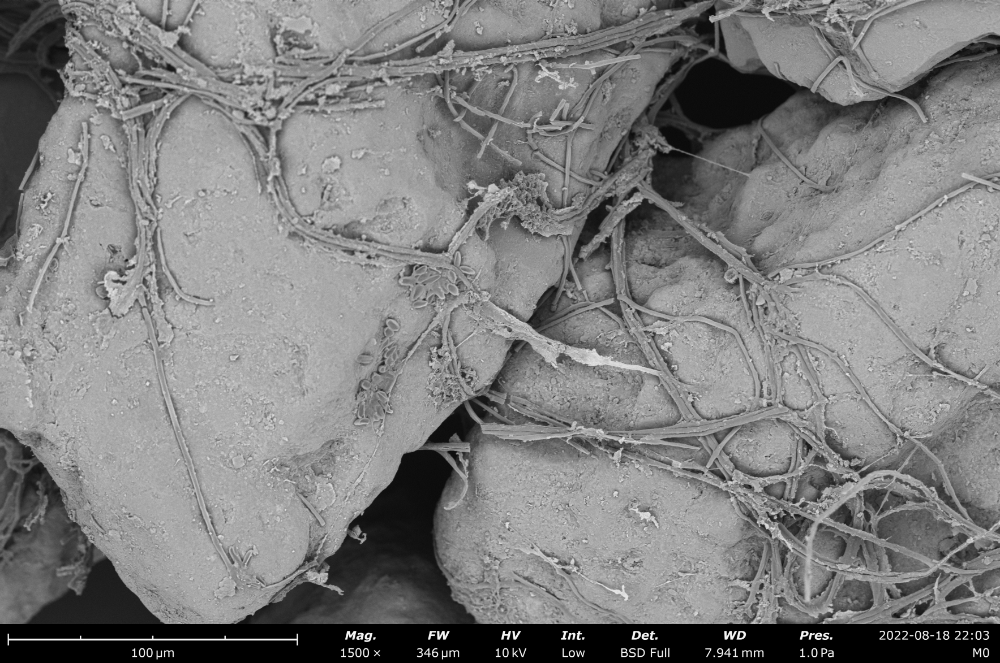 Mag. FW HV Int. Det. WD Pres. 2022-08-18 22:03
100 µm 1500 × 346 µm 10 kV Low BSD Full 7.941 mm 1.0 Pa M0